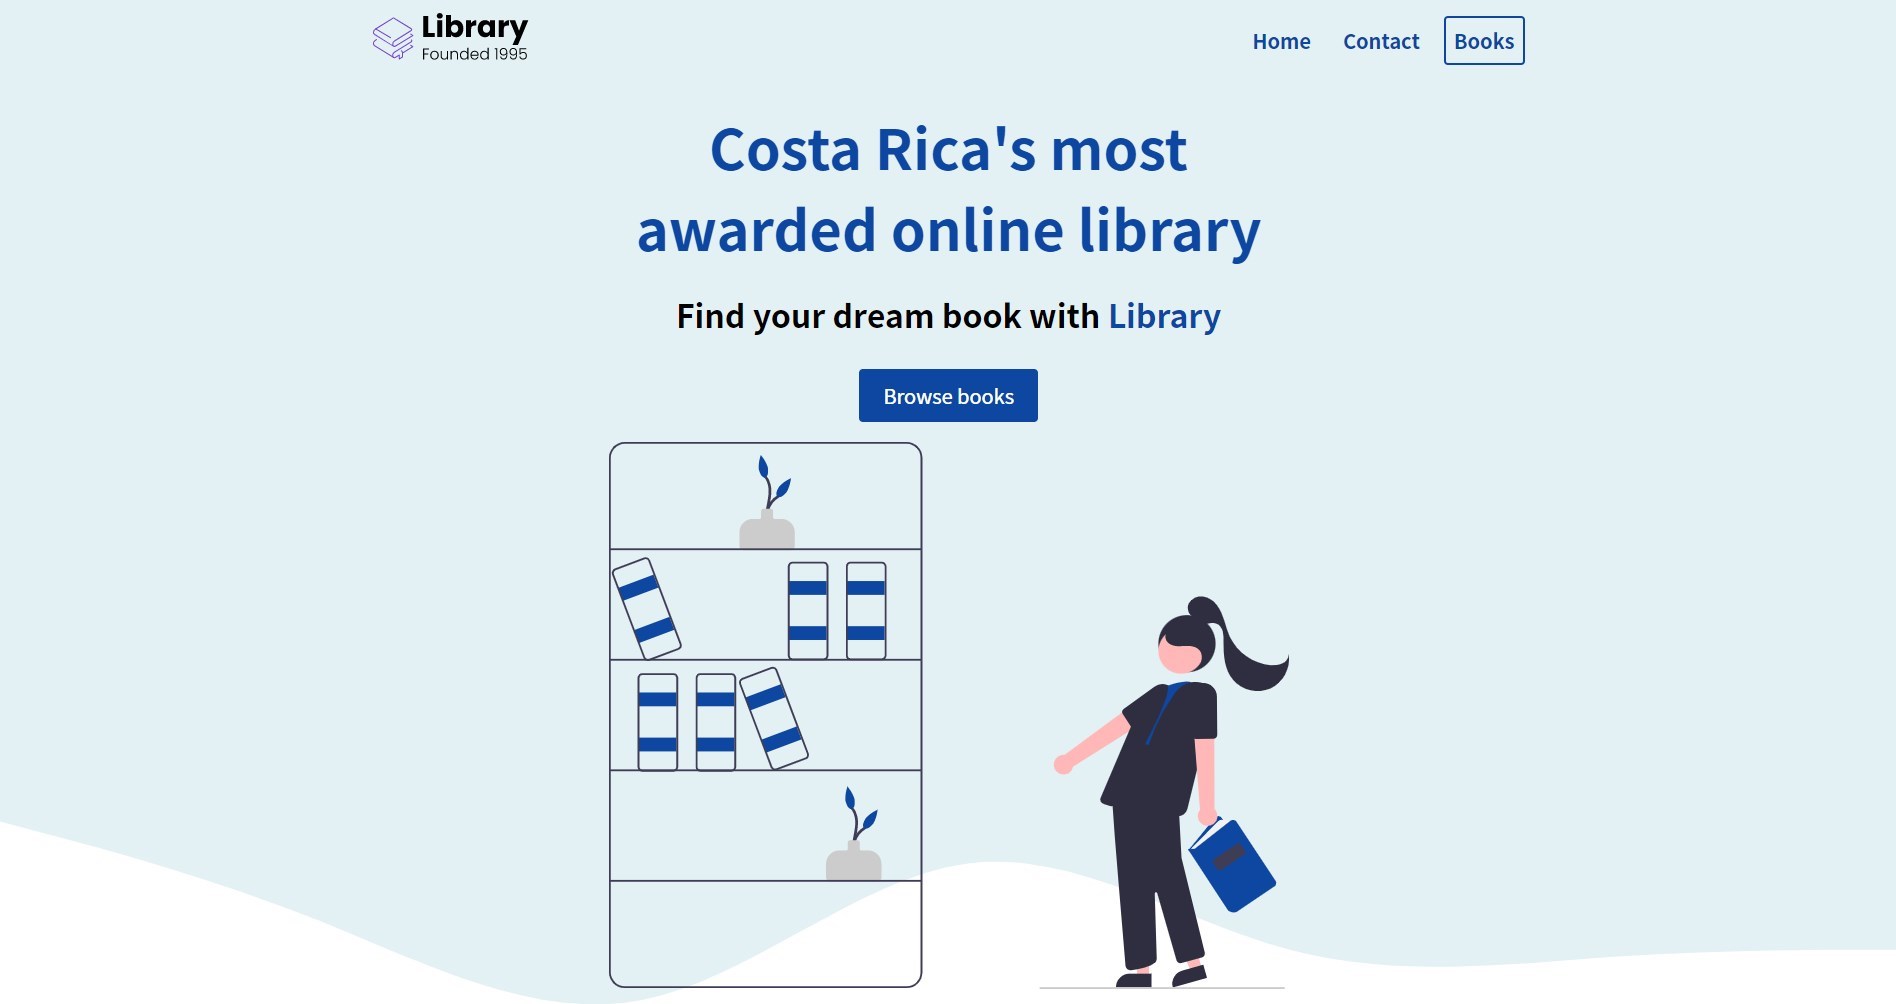 Library
Founded 1995
Home
Contact
Books
Costa Rica's most
awarded online library
Find your dream book with Library
Browse books